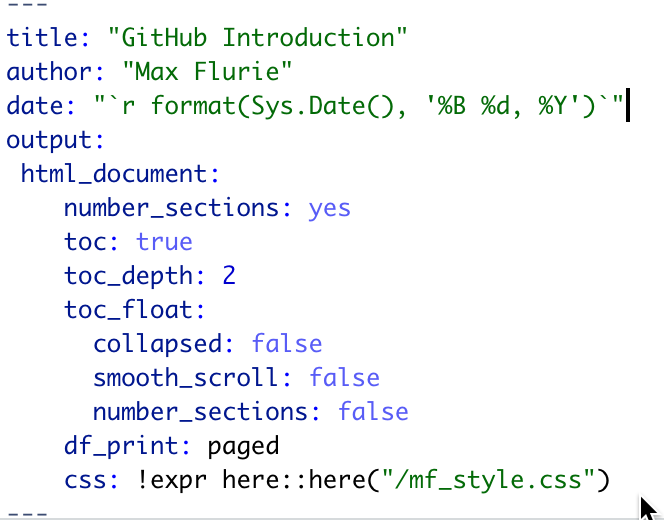 ---
title: "GitHub Introduction"
author: "Max Flurie"
date: "`r format(Sys.Date(), '%B %d, %Y')`"
output:
 html_document:
    number_sections: yes
    toc: true
    toc_depth: 2
    toc_float:
      collapsed: false
      smooth_scroll: false
      number_sections: false
    df_print: paged
    css: !expr here::here("/mf_style.css")
---